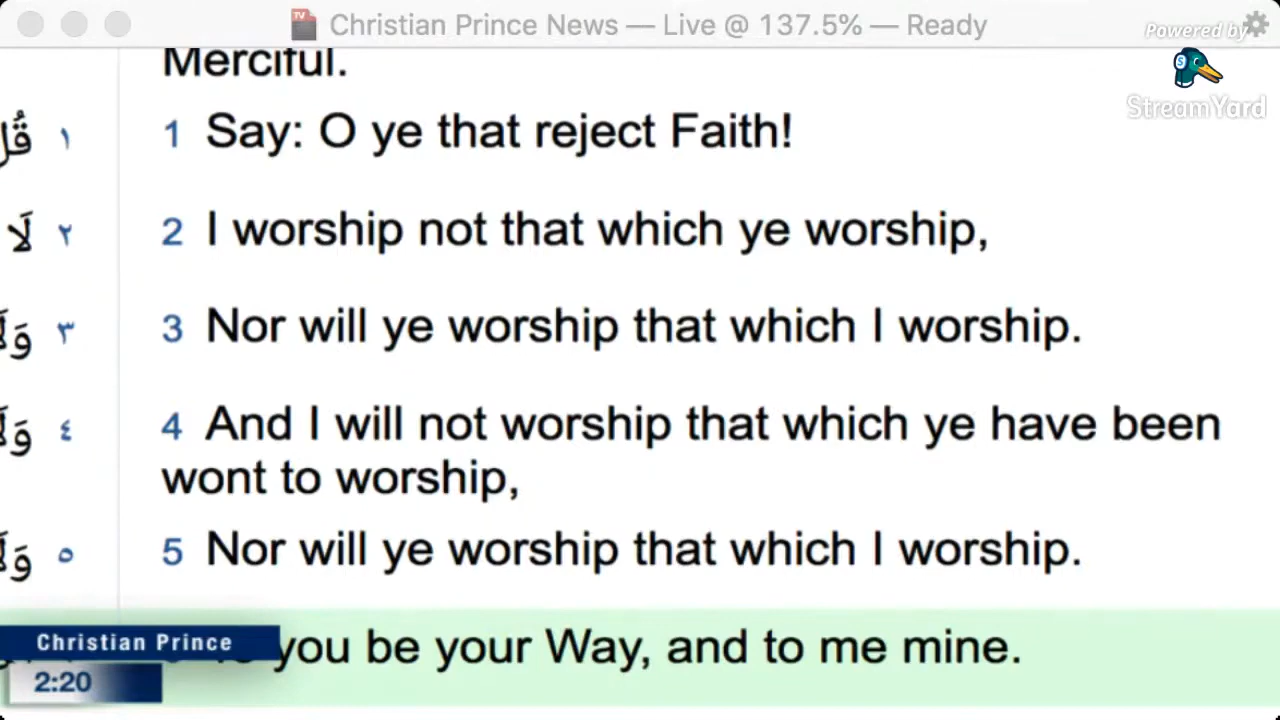 Christian Prince News — Live @ 137.5% — Ready
Powered by
StreamYard
Merciful.
١ قُل
1 Say: O ye that reject Faith!
٢ لَا
2 I worship not that which ye worship,
٣
3 Nor will ye worship that which I worship.
٤
4 And I will not worship that which ye have been
wont to worship,
٥
5 Nor will ye worship that which I worship.
you be your Way, and to me mine.
Christian Prince
2:20